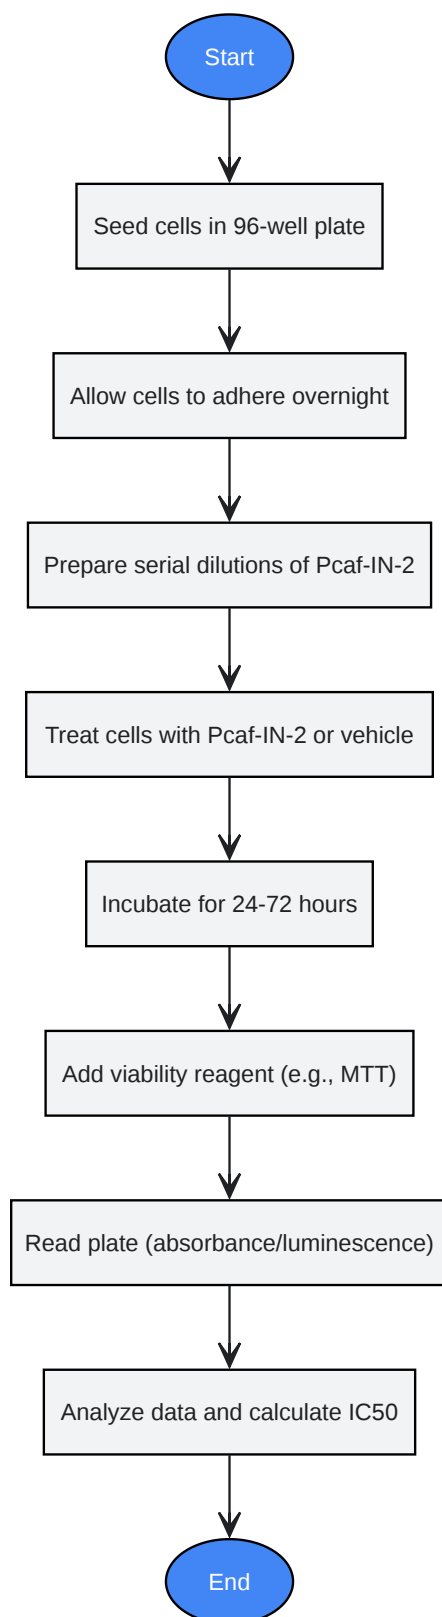 Start
Seed cells in 96-well plate
Allow cells to adhere overnight
Prepare serial dilutions of Pcaf-IN-2
Treat cells with Pcaf-IN-2 or vehicle
Incubate for 24-72 hours
Add viability reagent (e.g., MTT)
Read plate (absorbance/luminescence)
Analyze data and calculate IC50
End